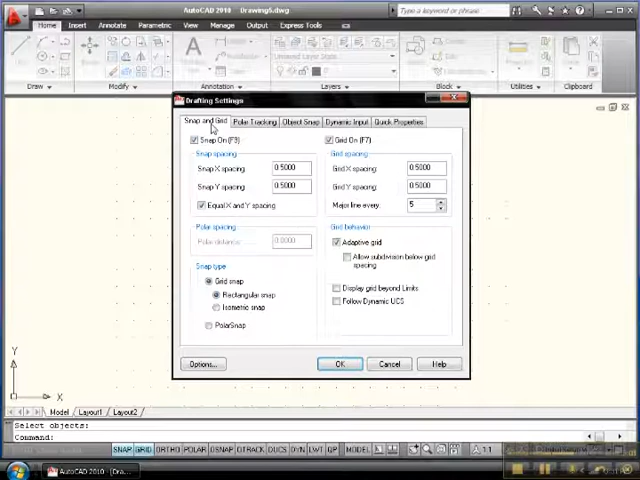 AutoCAD 2010 Drawing5.dwg
Type a keyword or phrase
Home Insert Annotate Parametric View Manage Output Express Tools
Line
Draw Annotation Layers Utilities
Drafting Settings
Snap and Grid Polar Tracking Object Snap Dynamic Input Quick Properties
Snap On (F9) Grid On (F7)
Snap spacing Grid spacing
Snap X spacing 0.5000 Grid X spacing: 0.5000
Snap Y spacing: 0.5000 Grid Y spacing: 0.5000
Equal X and Y spacing Major line every: 5
Polar spacing Grid behavior
Polar distance: 0.0000 Adaptive grid
Allow subdivision below grid
spacing
Snap type
Grid snap Display grid beyond Limits
Rectangular snap Follow Dynamic UCS
Isometric snap
PolarSnap
Options... OK Cancel Help
Y
X
Model Layout1 Layout2
Select objects:
Command:
SNAP GRID ORTHO POLAR OSNAP OTRACK DUCS DYN LWT QP MODEL 1:1
AutoCAD 2010 - [Dra...